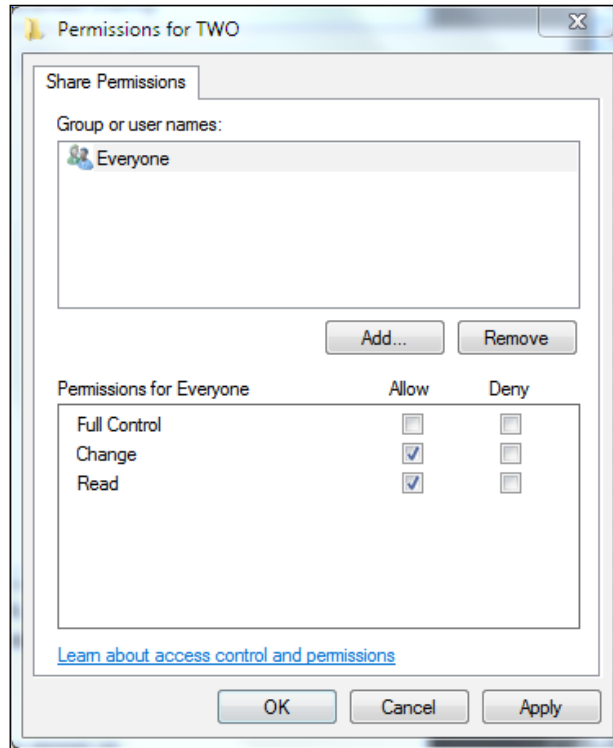 Permissions for TWO
Share Permissions
Group or user names:
Everyone
Add... Remove
Permissions for Everyone Allow Deny
Full Control
Change
Read
Learn about access control and permissions
OK Cancel Apply